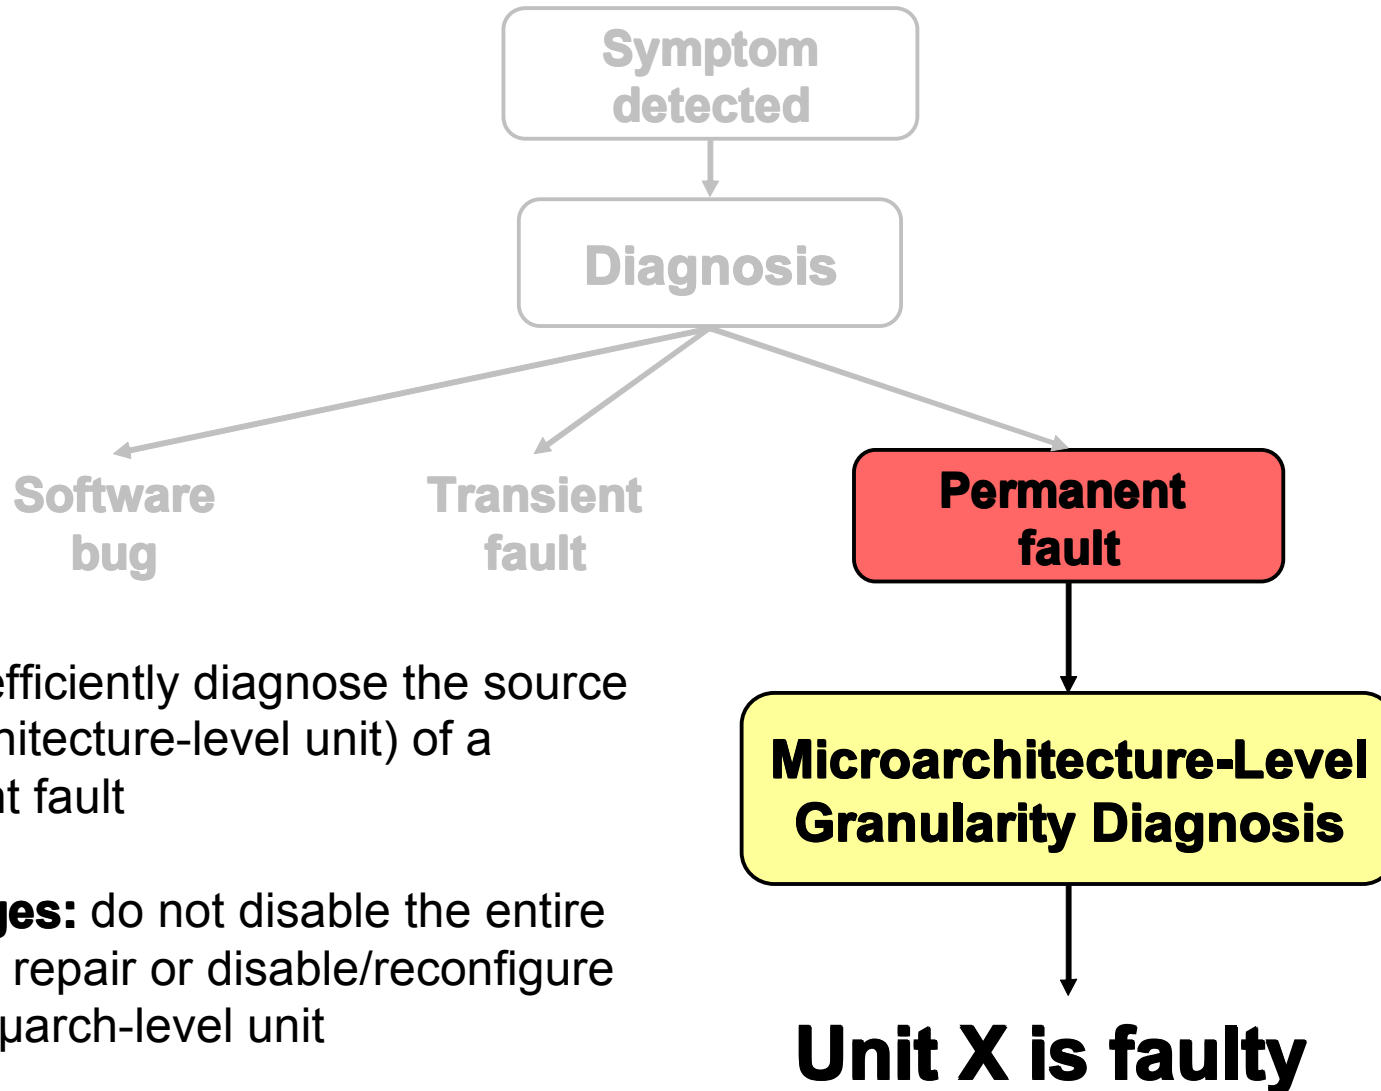 Symptom
detected
Diagnosis
Software
bug
Transient
fault
Permanent
fault
efficiently diagnose the source
hitecture-level unit) of a
nt fault
Microarchitecture-Level
Granularity Diagnosis
ges: do not disable the entire
repair or disable/reconfigure
µarch-level unit
Unit X is faulty